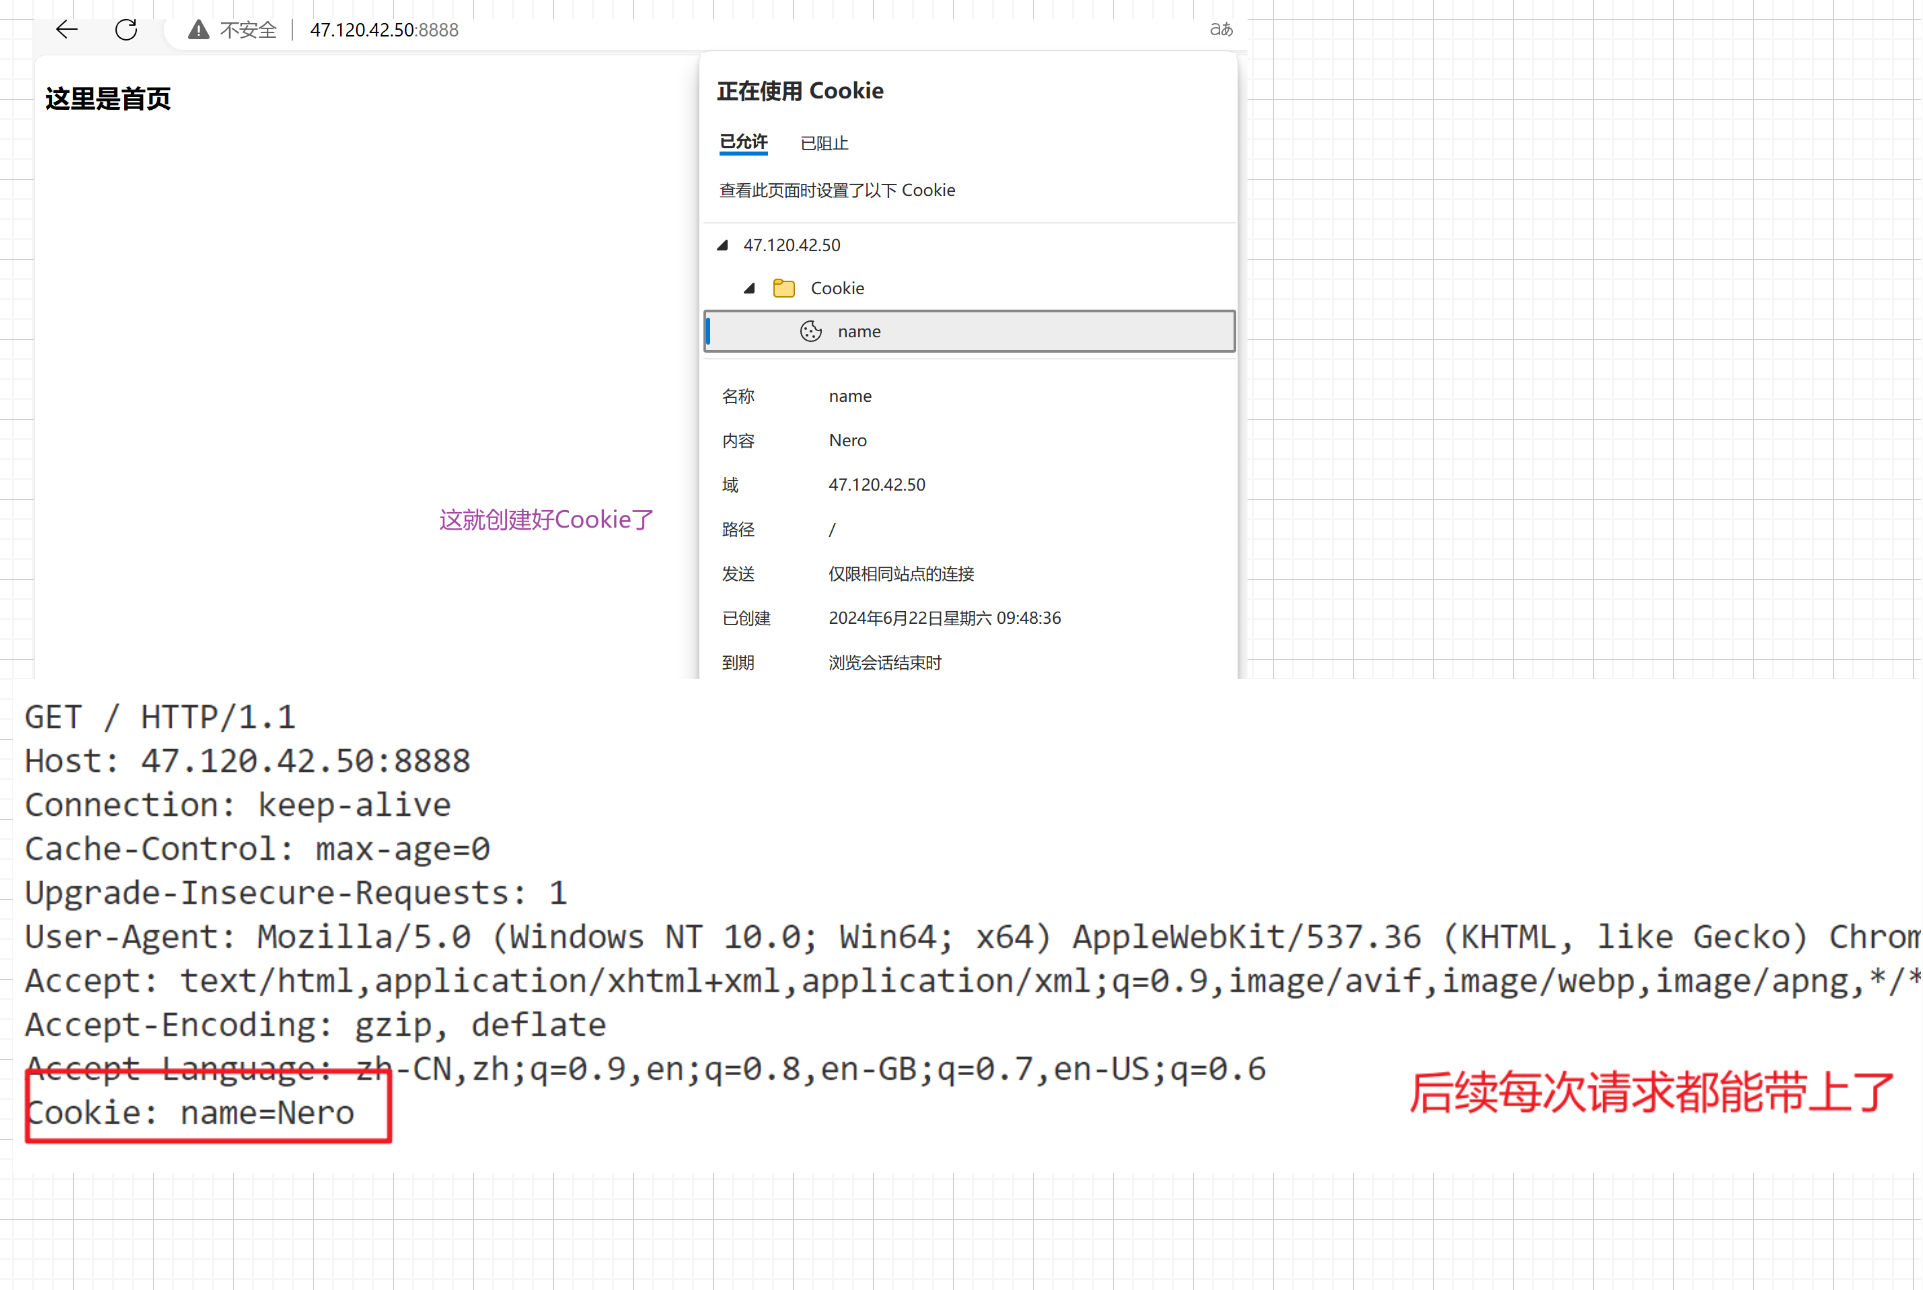 不安全 | 47.120.42.50:8888 aあ
这里是首页
正在使用 Cookie
已允许 已阻止
查看此页面时设置了以下 Cookie
47.120.42.50
Cookie
name
名称 name
内容 Nero
域 47.120.42.50
路径 /
发送 仅限相同站点的连接
已创建 2024年6月22日星期六 09:48:36
到期 浏览会话结束时
这就创建好Cookie了
GET / HTTP/1.1
Host: 47.120.42.50:8888
Connection: keep-alive
Cache-Control: max-age=0
Upgrade-Insecure-Requests: 1
User-Agent: Mozilla/5.0 (Windows NT 10.0; Win64; x64) AppleWebKit/537.36 (KHTML, like Gecko) Chrom
Accept: text/html,application/xhtml+xml,application/xml;q=0.9,image/avif,image/webp,image/apng,*/*
Accept-Encoding: gzip, deflate
Accept-Language: zh-CN,zh;q=0.9,en;q=0.8,en-GB;q=0.7,en-US;q=0.6
Cookie: name=Nero
后续每次请求都能带上了